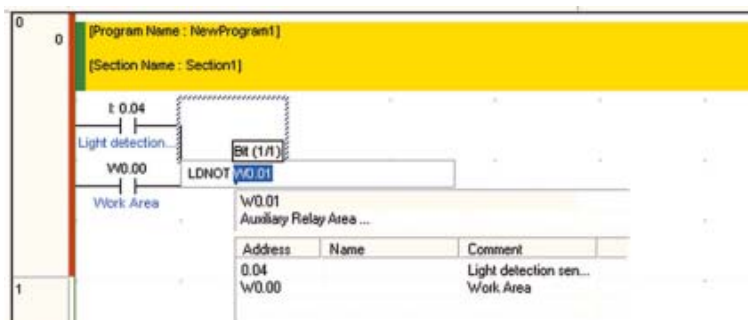 0
0
[Program Name : NewProgram1]
[Section Name : Section1]
I: 0.04
Light detection...
Bit (1/1)
W0.00
LDNOT W0.01
Work Area
W0.01
Auxiliary Relay Area ...
Address Name Comment
0.04 Light detection sen...
W0.00 Work Area
1